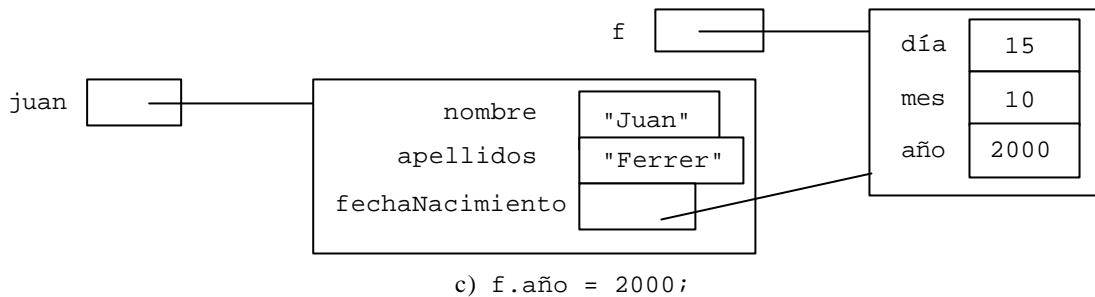 f
día 15
juan
mes 10
nombre "Juan"
año 2000
apellidos "Ferrer"
fechaNacimiento
c) f.año = 2000;